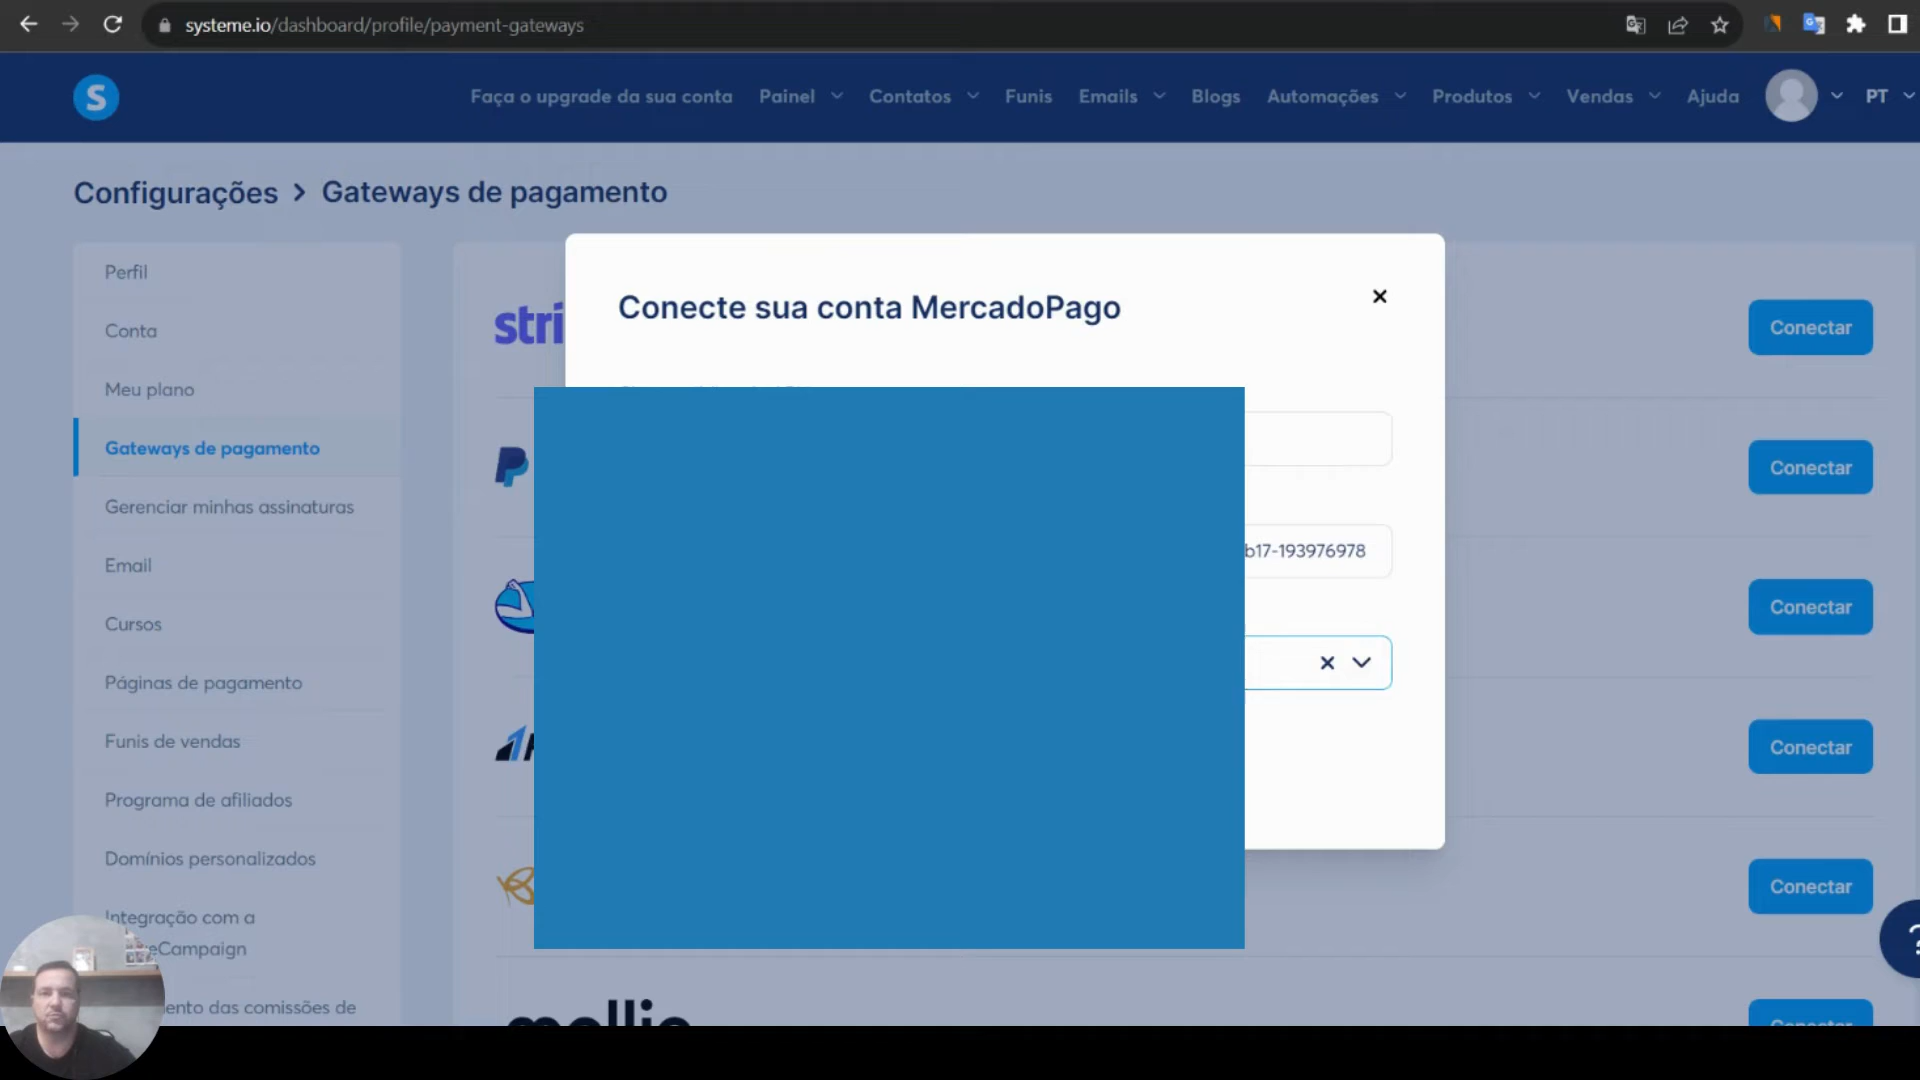 systeme.io/dashboard/profile/payment-gateways
S
Faça o upgrade da sua conta
Painel
Contatos
Funis
Emails
Blogs
Automações
Produtos
Vendas
Ajuda
PT
Configurações > Gateways de pagamento
Perfil
Conta
Meu plano
Gateways de pagamento
Gerenciar minhas assinaturas
Email
Cursos
Páginas de pagamento
Funis de vendas
Programa de afiliados
Domínios personalizados
Integração com a
eCampaign
ento das comissões de
stri
Conectar
Conectar
Conectar
Conectar
Conectar
Conectar
Conecte sua conta MercadoPago
b17-193976978
mollie
?